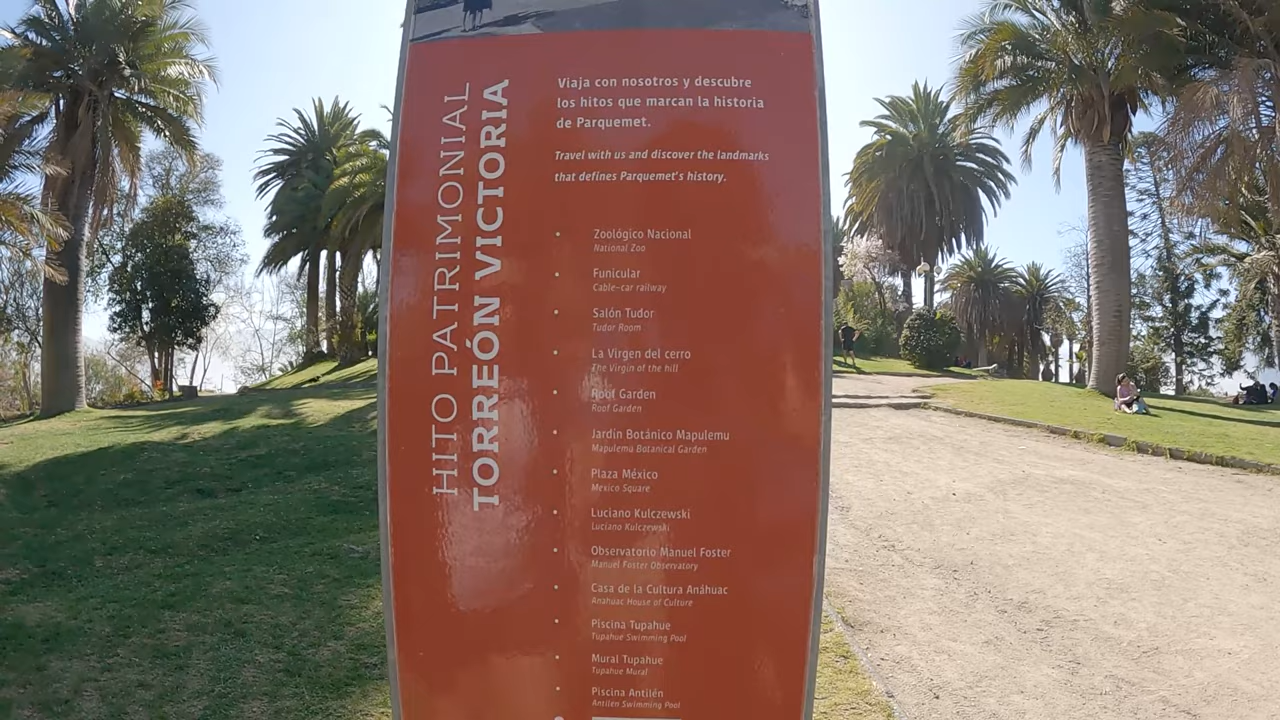 HITO PATRIMONIAL
TORREÓN VICTORIA
Viaja con nosotros y descubre
los hitos que marcan la historia
de Parquemet.
Travel with us and discover the landmarks
that defines Parquemet's history.
Zoológico Nacional
National Zoo
Funicular
Cable-car railway
Salón Tudor
Tudor Room
La Virgen del cerro
The Virgin of the hill
Roof Garden
Roof Garden
Jardín Botánico Mapulemu
Mapulema Botanical Garden
Plaza México
Mexico Square
Luciano Kulczewski
Luciano Kulczewski
Observatorio Manuel Foster
Manuel Foster Observatory
Casa de la Cultura Anáhuac
Anahuac House of Culture
Piscina Tupahue
Tupahue Swimming Pool
Mural Tupahue
Tupahue Mural
Piscina Antilén
Antilen Swimming Pool